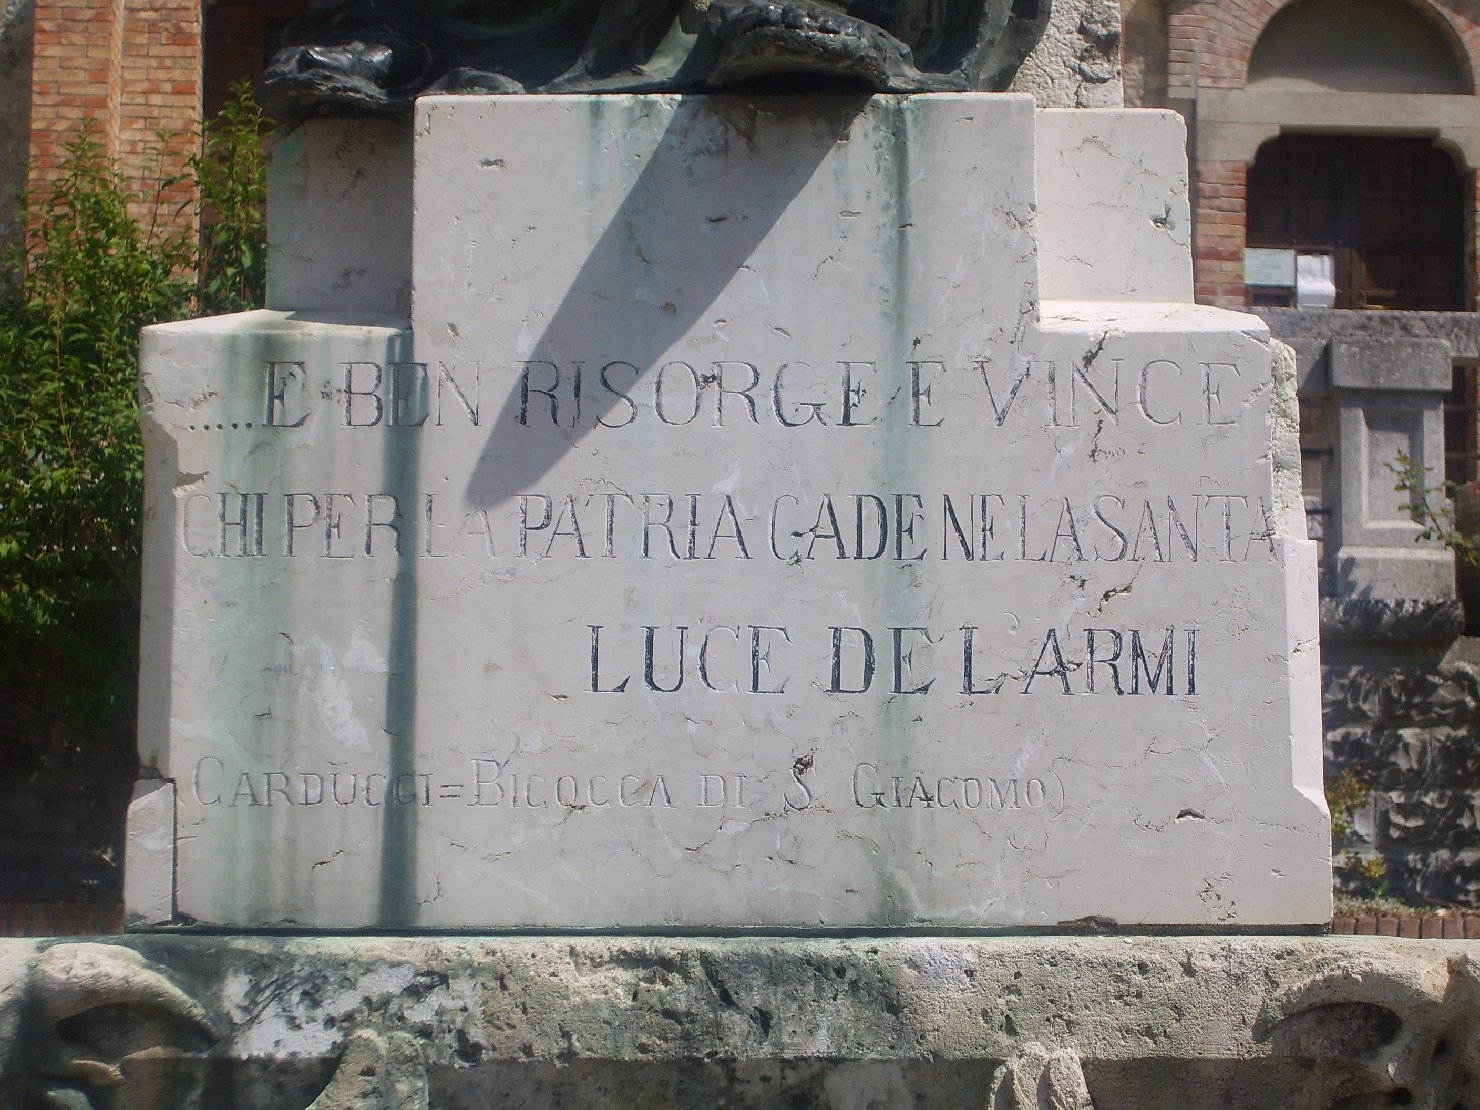 .....E BEN RISORGE E VINCE
CHI PER LA PATRIA CADE NE LA SANTA
LUCE DE L ARMI
CARDUCCI=BICOCCA DI S GIACOMO)